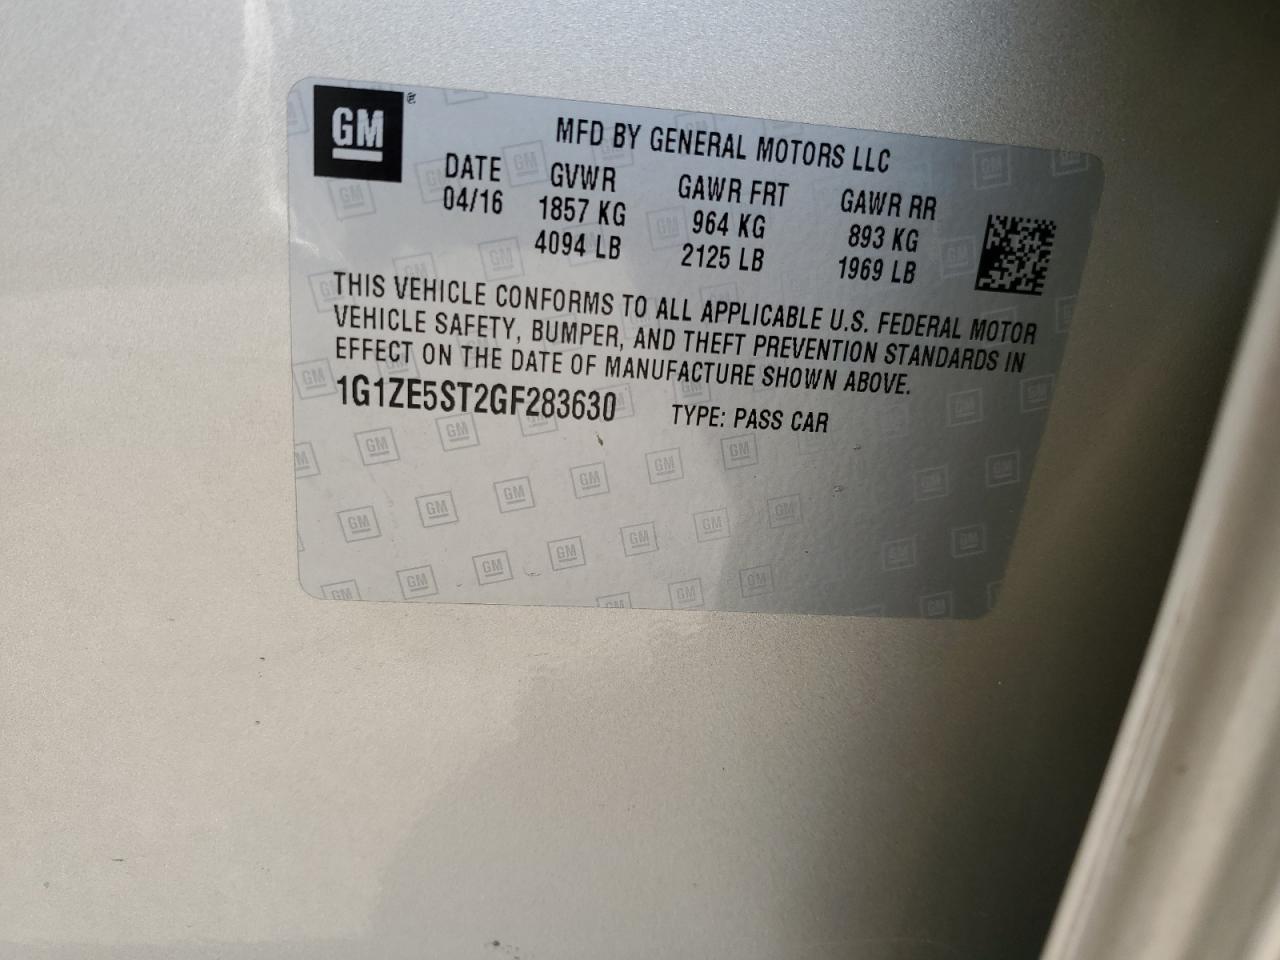 GM ®
MFD BY GENERAL MOTORS LLC
DATE GVWR GAWR FRT GAWR RR
04/16 1857 KG 964 KG 893 KG
4094 LB 2125 LB 1969 LB
THIS VEHICLE CONFORMS TO ALL APPLICABLE U.S. FEDERAL MOTOR
VEHICLE SAFETY, BUMPER, AND THEFT PREVENTION STANDARDS IN
EFFECT ON THE DATE OF MANUFACTURE SHOWN ABOVE.
1G1ZE5ST2GF283630 TYPE: PASS CAR